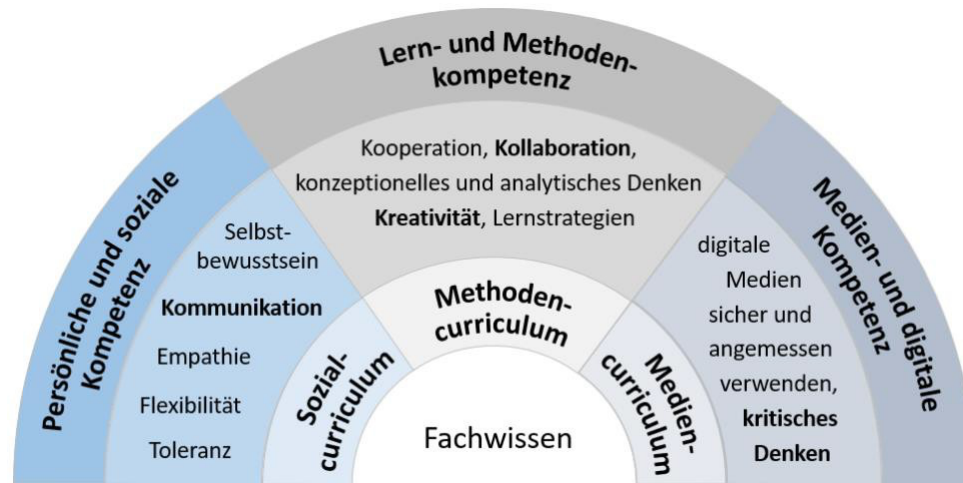 Lern- und Methoden-
kompetenz
Kooperation, Kollaboration,
konzeptionelles und analytisches Denken
Kreativität, Lernstrategien
Methoden-
curriculum
Persönliche und soziale
Kompetenz
Selbst-
bewusstsein
Kommunikation
Empathie
Flexibilität
Toleranz
Sozial-
curriculum
Medien- und digitale
Kompetenz
digitale
Medien
sicher und
angemessen
verwenden,
kritisches
Denken
Medien-
curriculum
Fachwissen